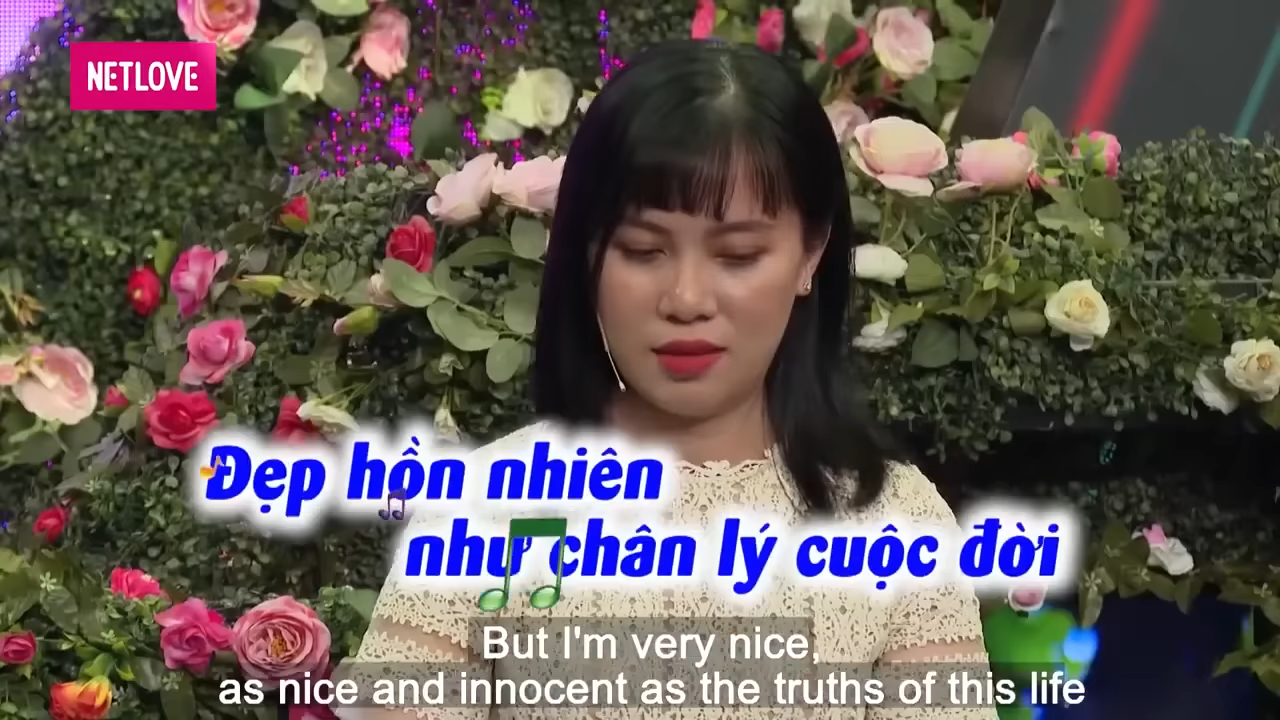 NETLOVE
Đẹp hồn nhiên
như chân lý cuộc đời
But I'm very nice,
as nice and innocent as the truths of this life